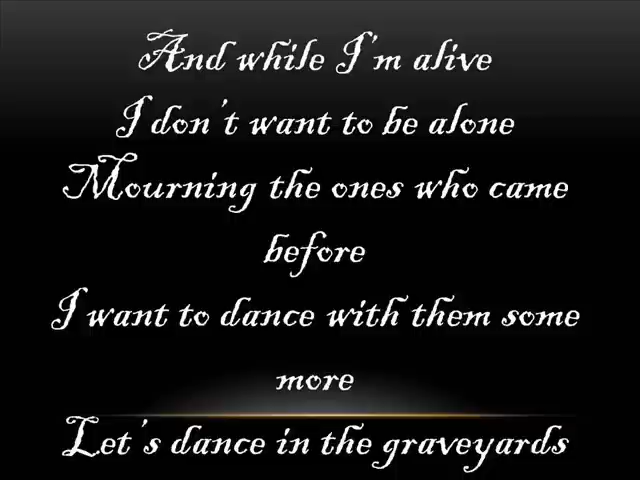 And while I'm alive
I don't want to be alone
Mourning the ones who came
before
I want to dance with them some
more
Let's dance in the graveyards